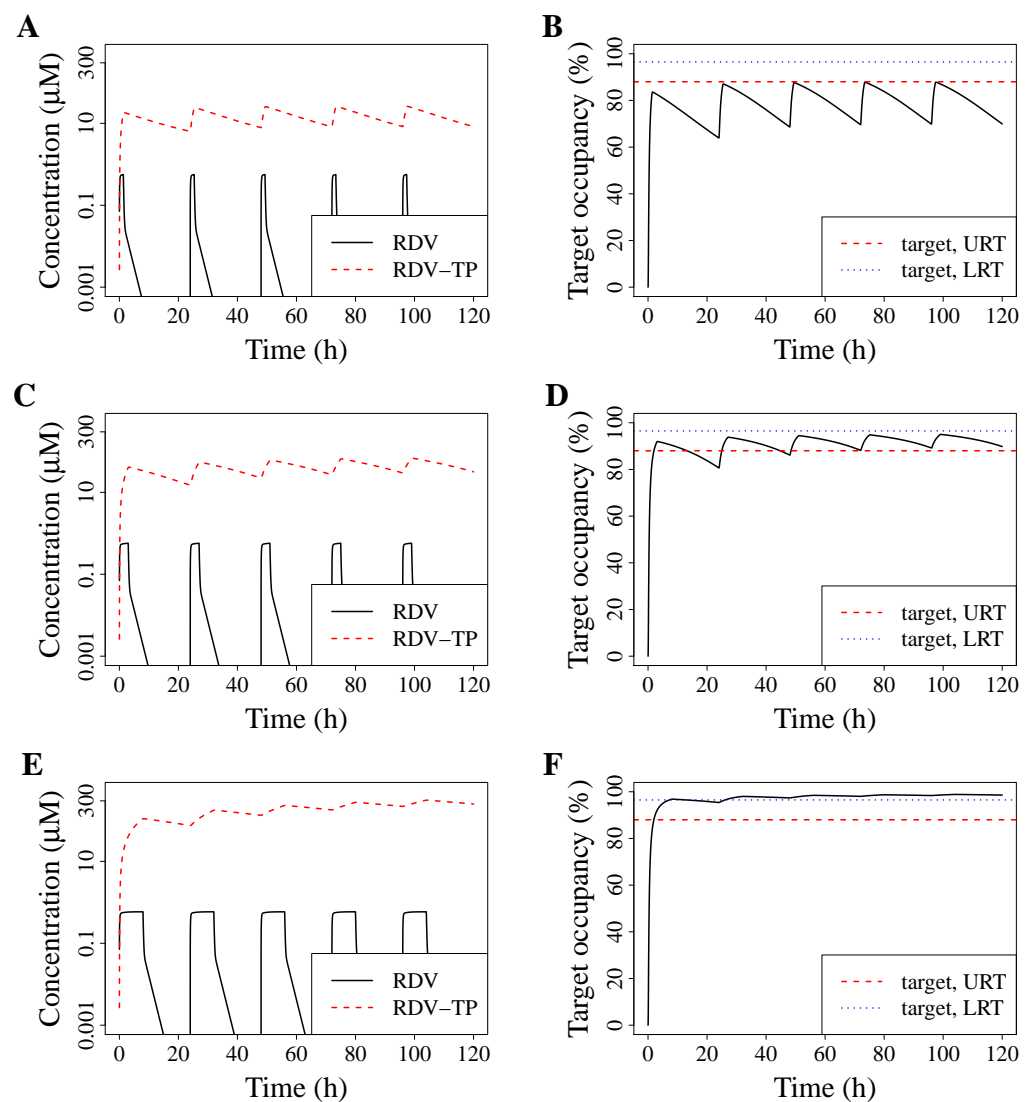 A
Concentration (µM)
300
10
0.1
0.001
RDV
RDV−TP
0 20 40 60 80 100 120
Time (h)
B
Target occupancy (%)
100
80
60
40
20
0
target, URT
target, LRT
0 20 40 60 80 100 120
Time (h)
C
Concentration (µM)
300
10
0.1
0.001
RDV
RDV−TP
0 20 40 60 80 100 120
Time (h)
D
Target occupancy (%)
100
80
60
40
20
0
target, URT
target, LRT
0 20 40 60 80 100 120
Time (h)
E
Concentration (µM)
300
10
0.1
0.001
RDV
RDV−TP
0 20 40 60 80 100 120
Time (h)
F
Target occupancy (%)
100
80
60
40
20
0
target, URT
target, LRT
0 20 40 60 80 100 120
Time (h)